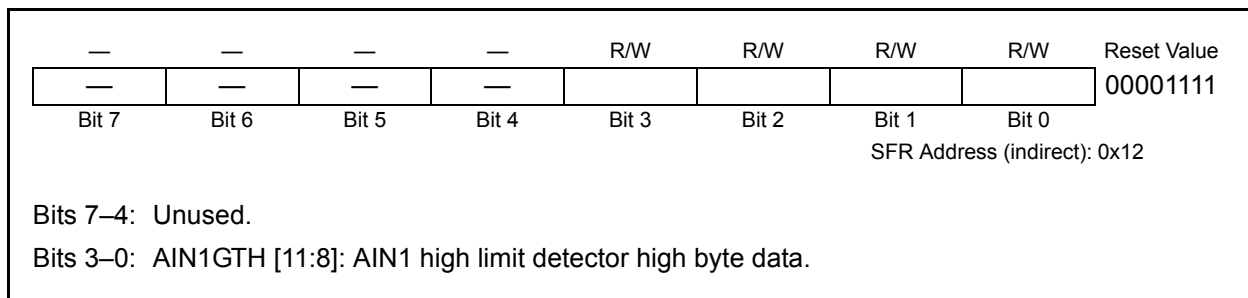 — — — — R/W R/W R/W R/W Reset Value
— — — — 00001111
Bit 7 Bit 6 Bit 5 Bit 4 Bit 3 Bit 2 Bit 1 Bit 0
SFR Address (indirect): 0x12
Bits 7–4: Unused.
Bits 3–0: AIN1GTH [11:8]: AIN1 high limit detector high byte data.